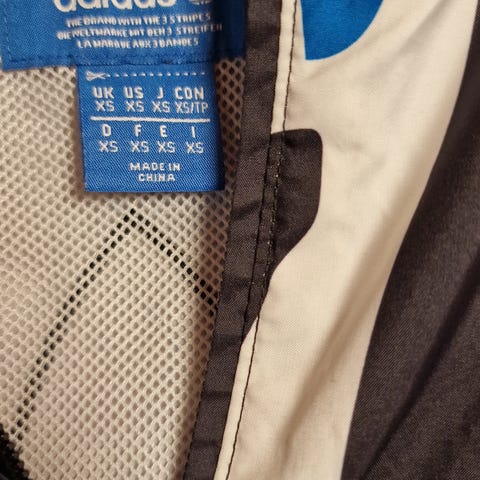 adidas
THE BRAND WITH THE 3 STRIPES
DIE WELTMARKE MIT DEN 3 STREIFEN
LA MARQUE AUX 3 BANDES
UK US J CON
XS XS XS XS/TP
D F E I
XS XS XS XS
MADE IN
CHINA